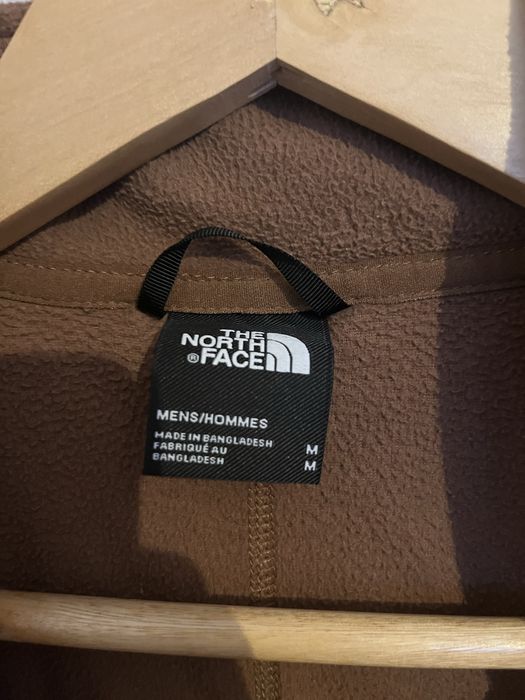 THE
NORTH
® FACE
MENS/HOMMES
MADE IN BANGLADESH M
FABRIQUÉ AU
BANGLADESH M